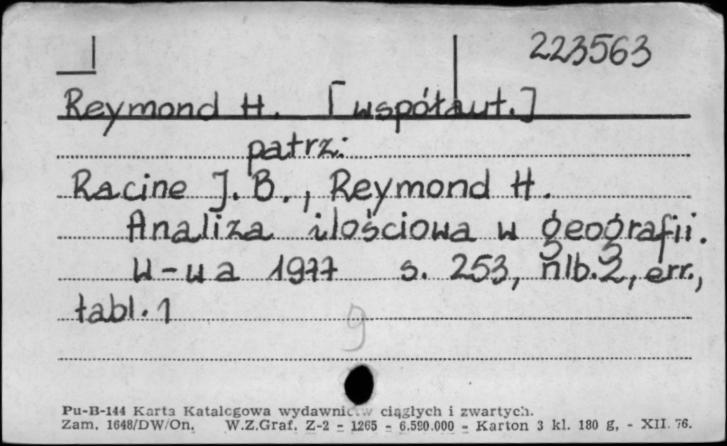 223563
Reymond H. [współaut.]
patrz:
Racine J. B., Reymond H.
Analiza ilościowa w geografii.
W-wa 1977 s. 253, nlb. 2, err.,
tabl. 1
9
Pu-B-144 Karta Katalogowa wydawnictw ciągłych i zwartych.
Zam. 1648/DW/On. W.Z.Graf. Z-2 - 1265 - 6.590.000 - Karton 3 kl. 180 g, - XII. 76.